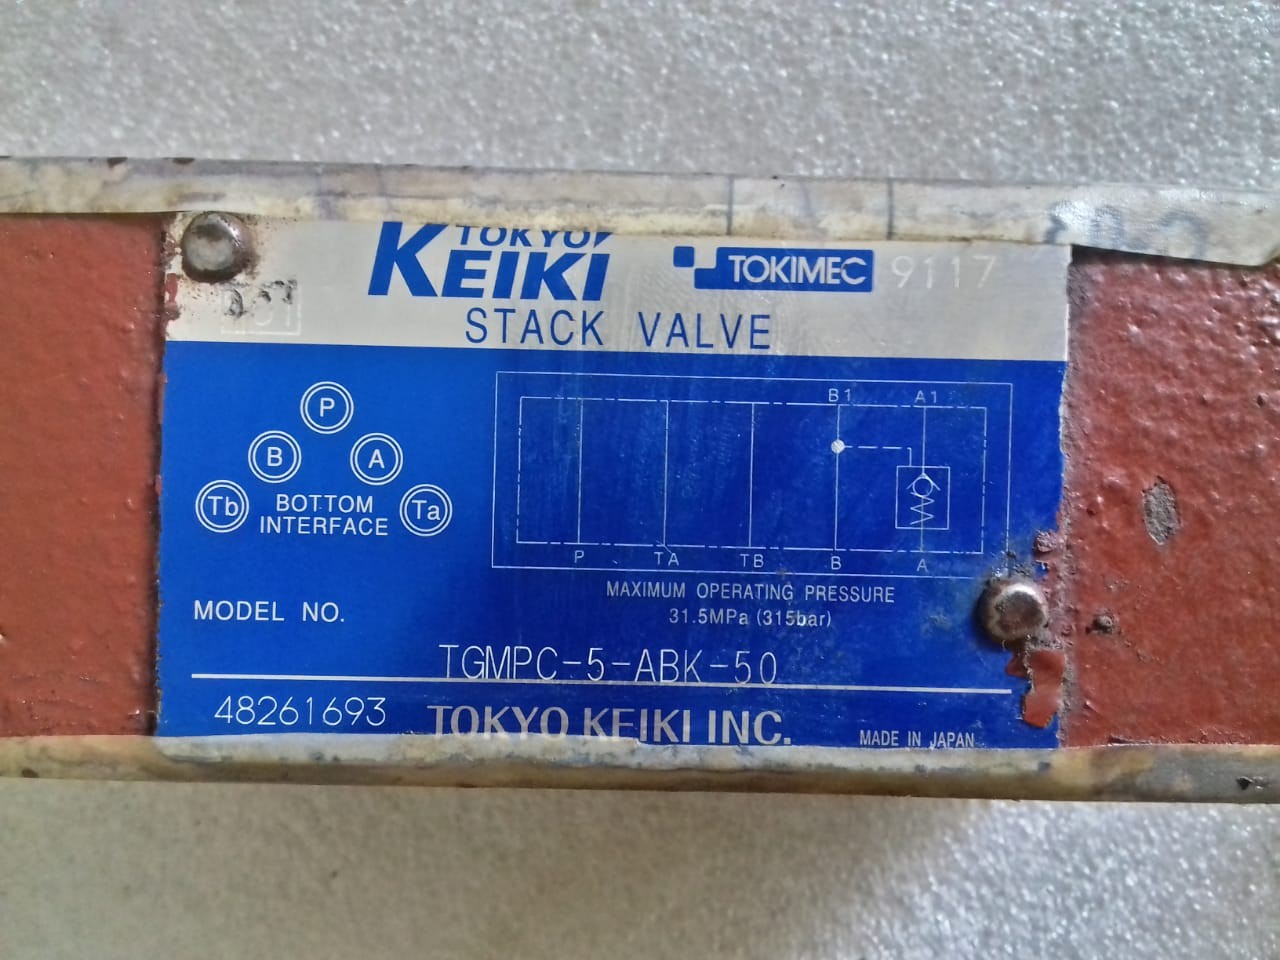 TOKYO
KEIKI
TOKIMEC 9117
STACK VALVE
P
B A
Tb Ta
BOTTOM
INTERFACE
B1 A1
P TA TB B A
MAXIMUM OPERATING PRESSURE
31.5MPa (315bar)
MODEL NO.
TGMPC-5-ABK-50
48261693
TOKYO KEIKI INC.
MADE IN JAPAN